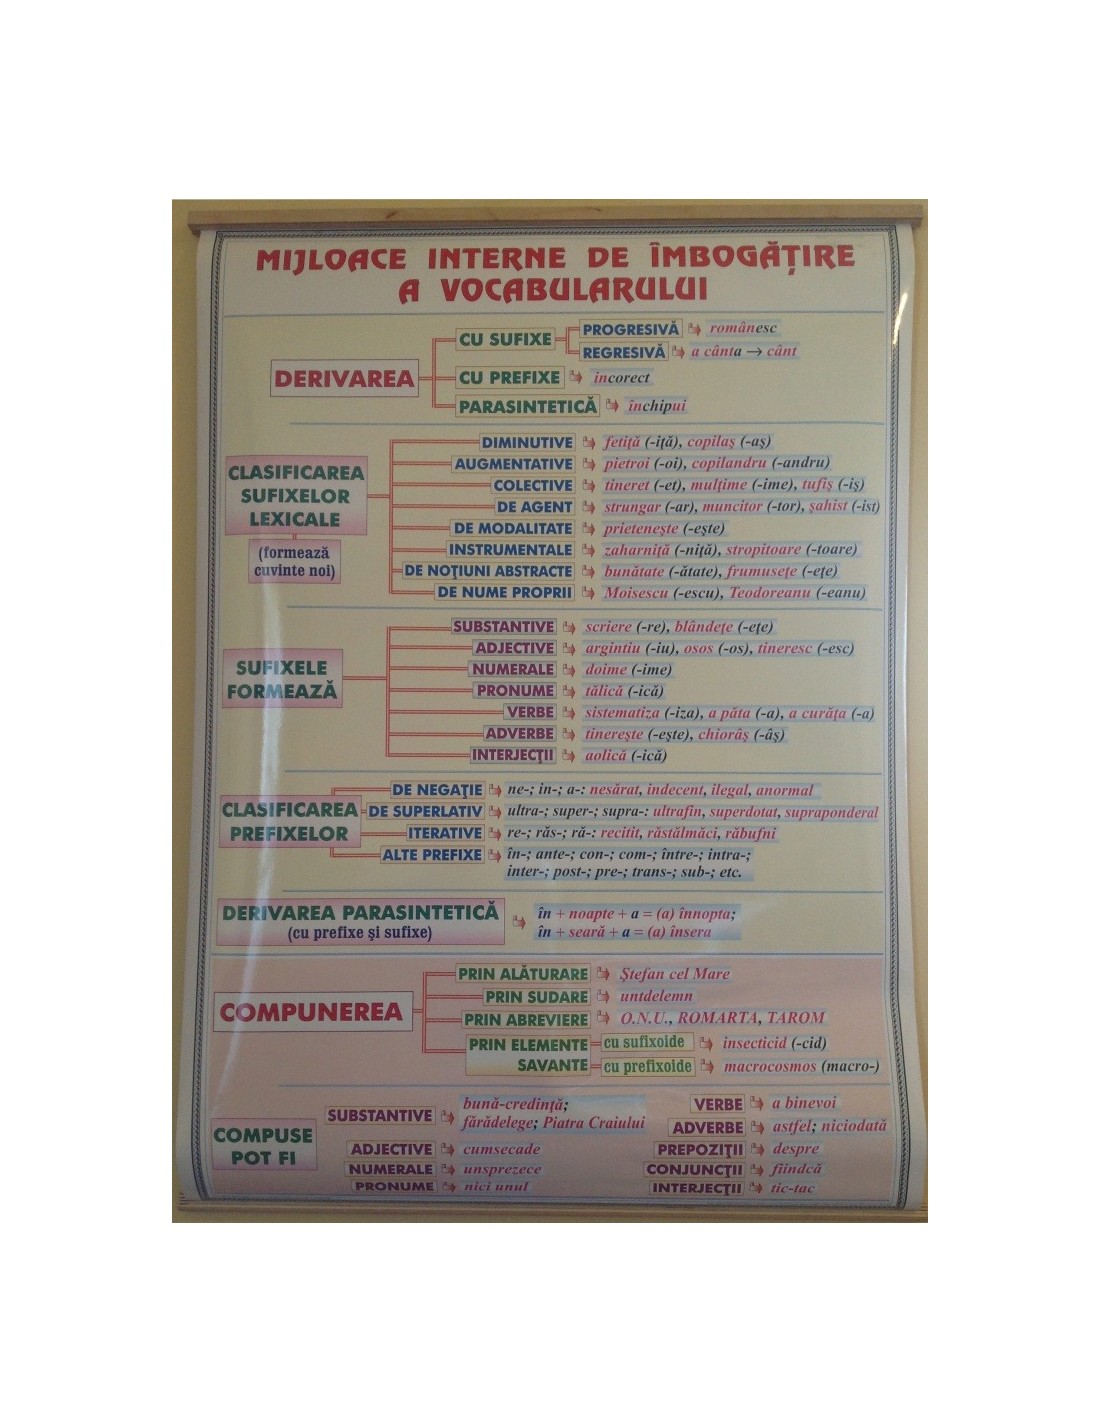 MIJLOACE INTERNE DE ÎMBOGĂŢIRE
A VOCABULARULUI
DERIVAREA
CU SUFIXE
PROGRESIVĂ românesc
REGRESIVĂ a cânta → cânt
CU PREFIXE incorect
PARASINTETICĂ închipui
CLASIFICAREA
SUFIXELOR
LEXICALE
(formează
cuvinte noi)
DIMINUTIVE fetiţă (-iţă), copilaş (-aş)
AUGMENTATIVE pietroi (-oi), copilandru (-andru)
COLECTIVE tineret (-et), mulţime (-ime), tufiş (-iş)
DE AGENT strungar (-ar), muncitor (-tor), şahist (-ist)
DE MODALITATE prieteneşte (-eşte)
INSTRUMENTALE zaharniţă (-niţă), stropitoare (-toare)
DE NOŢIUNI ABSTRACTE bunătate (-ătate), frumuseţe (-eţe)
DE NUME PROPRII Moisescu (-escu), Teodoreanu (-eanu)
SUFIXELE
FORMEAZĂ
SUBSTANTIVE scriere (-re), blândeţe (-eţe)
ADJECTIVE argintiu (-iu), osos (-os), tineresc (-esc)
NUMERALE doime (-ime)
PRONUME tălică (-ică)
VERBE sistematiza (-iza), a păta (-a), a curăţa (-a)
ADVERBE tinereşte (-eşte), chiorâş (-âş)
INTERJECŢII aolică (-ică)
CLASIFICAREA
PREFIXELOR
DE NEGAŢIE ne-; in-; a-: nesărat, indecent, ilegal, anormal
DE SUPERLATIV ultra-; super-; supra-: ultrafin, superdotat, supraponderal
ITERATIVE re-; răs-; ră-: recitit, răstălmăci, răbufni
ALTE PREFIXE în-; ante-; con-; com-; între-; intra-;
inter-; post-; pre-; trans-; sub-; etc.
DERIVAREA PARASINTETICĂ
(cu prefixe şi sufixe)
în + noapte + a = (a) înnopta;
în + seară + a = (a) însera
COMPUNEREA
PRIN ALĂTURARE Ştefan cel Mare
PRIN SUDARE untdelemn
PRIN ABREVIERE O.N.U., ROMARTA, TAROM
PRIN ELEMENTE
SAVANTE
cu sufixoide insecticid (-cid)
cu prefixoide macrocosmos (macro-)
COMPUSE
POT FI
SUBSTANTIVE bună-credinţă;
fărădelege; Piatra Craiului
ADJECTIVE cumsecade
NUMERALE unsprezece
PRONUME nici unul
VERBE a binevoi
ADVERBE astfel; niciodată
PREPOZIŢII despre
CONJUNCŢII fiindcă
INTERJECŢII tic-tac